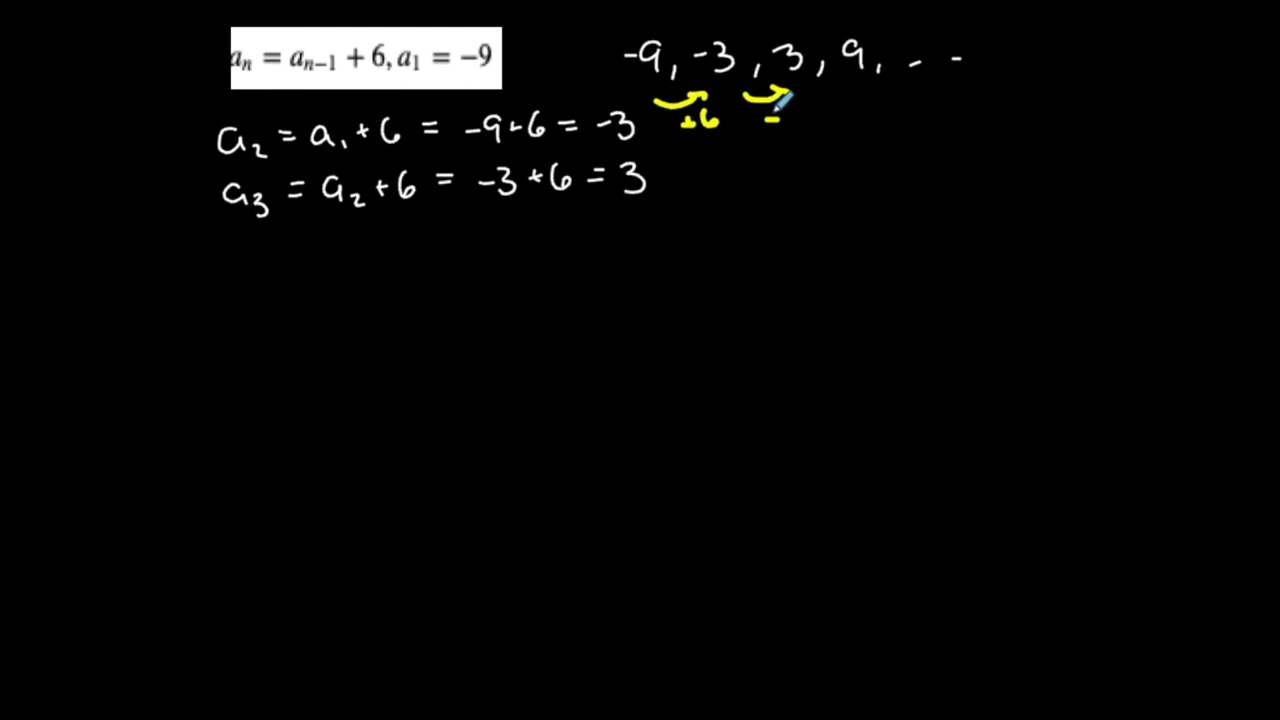 aₙ = aₙ₋₁ + 6, a₁ = −9
-9, -3, 3, 9, - -
+6 -
a₂ = a₁ + 6 = -9+6 = -3
a₃ = a₂ + 6 = -3 + 6 = 3